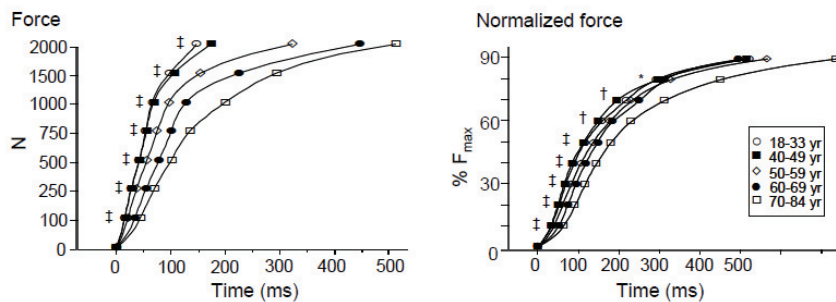 Force
N
2000
1500
1000
750
500
250
100
0
‡
‡
‡
‡
‡
‡
‡
0 100 200 300 400 500
Time (ms)
Normalized force
% Fmax
90
60
30
0
*
†
†
‡
‡
‡
‡
‡
0 100 200 300 400 500
Time (ms)
18-33 yr
40-49 yr
50-59 yr
60-69 yr
70-84 yr